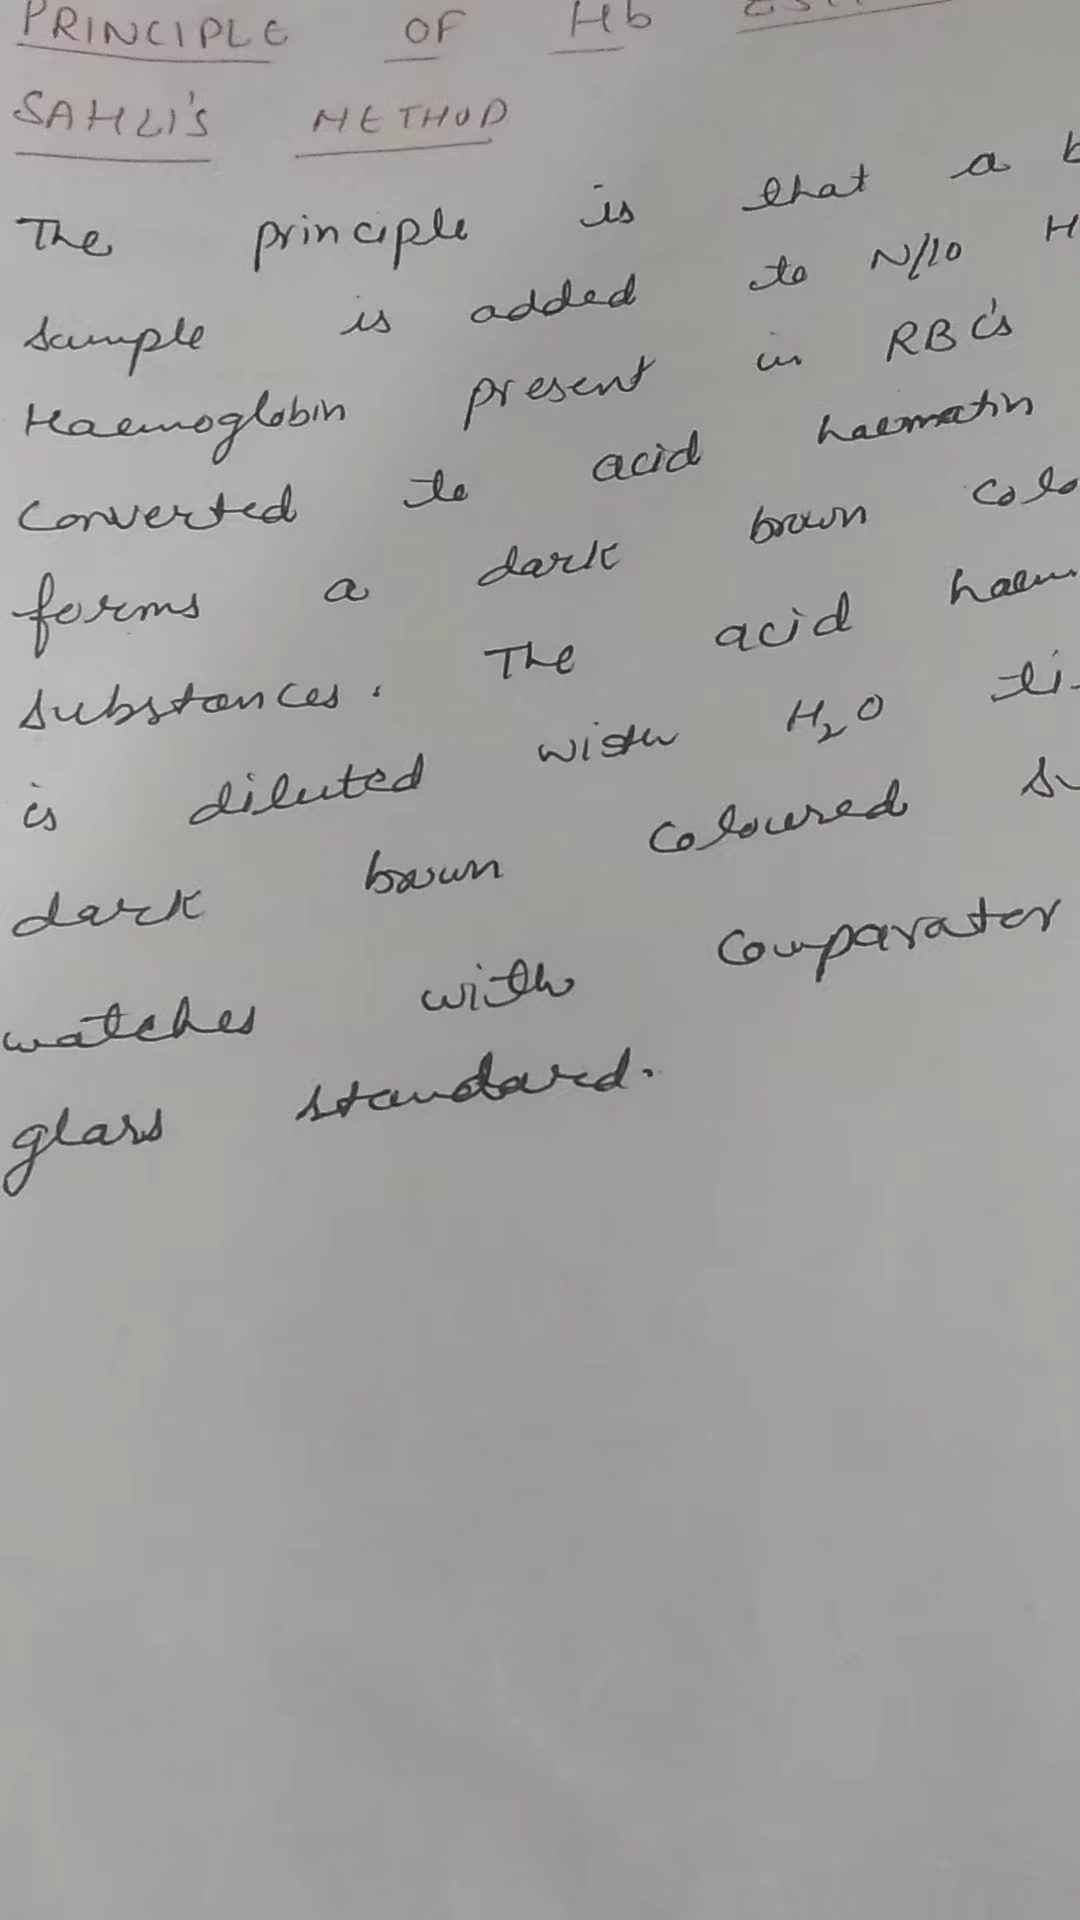 PRINCIPLE OF Hb
SAHLI'S METHOD
The principle is that a
sample is added to N/10
Haemoglobin present in RBC's
converted to acid haematin
forms a dark brown colo
substances. The acid haem
is diluted with H₂O
dark brown coloured
matches with comparator
glass standard.